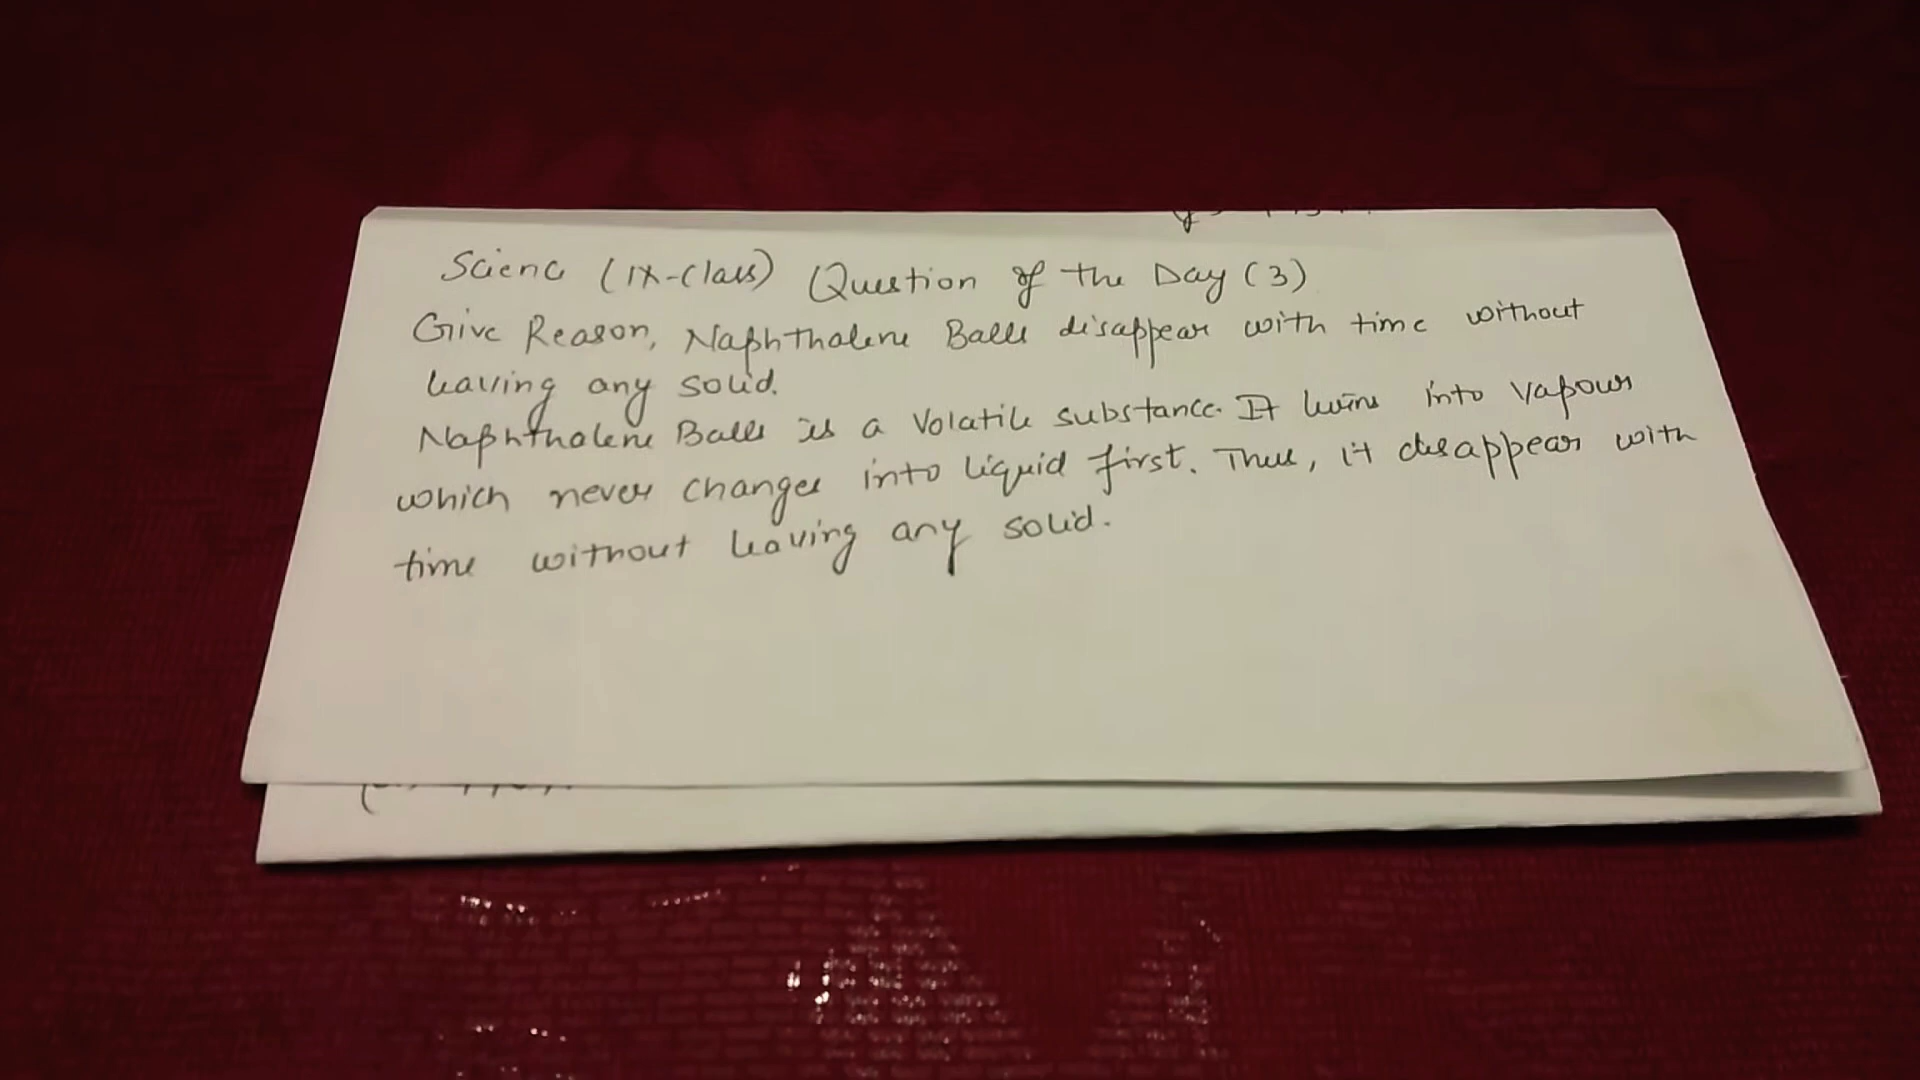 Scienc (IX-Class) Question of the Day (3)
Give Reason, Naphthalene Balls disappear with time without
leaving any solid.
Naphthalene Balls is a Volatile substance. It turns into vapour
which never changes into liquid first. Thus, it disappear with
time without leaving any solid.